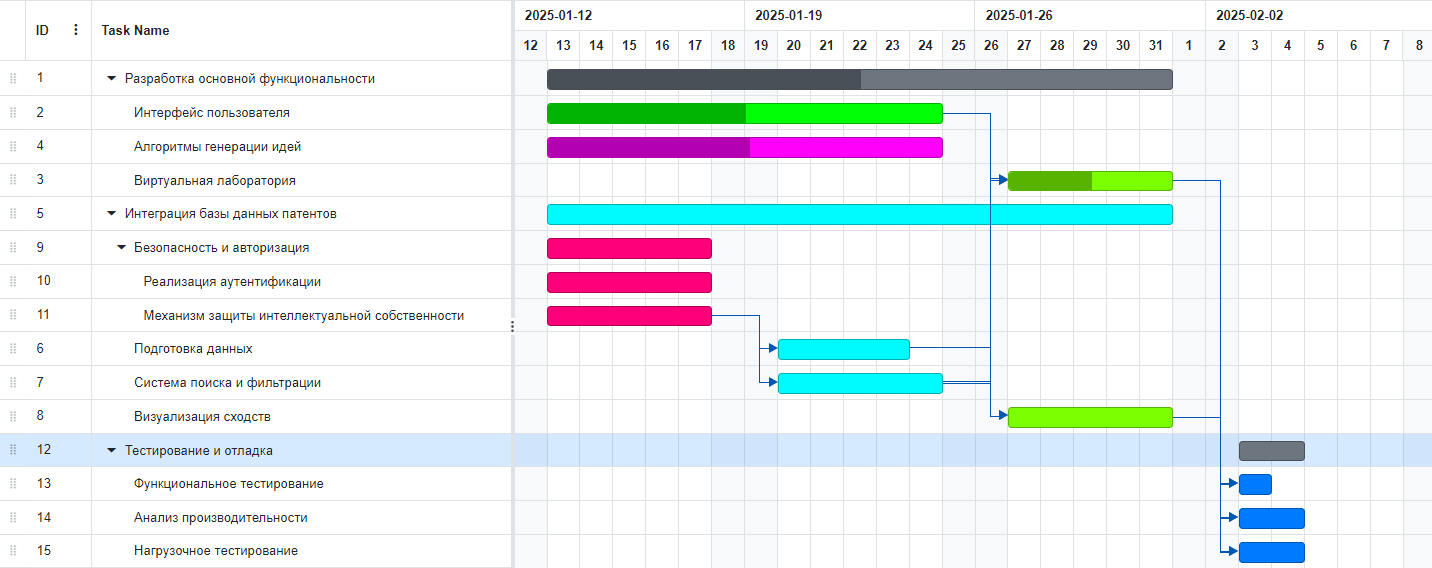 ID Task Name 2025-01-12 2025-01-19 2025-01-26 2025-02-02
12 13 14 15 16 17 18 19 20 21 22 23 24 25 26 27 28 29 30 31 1 2 3 4 5 6 7 8
1 Разработка основной функциональности
2 Интерфейс пользователя
4 Алгоритмы генерации идей
3 Виртуальная лаборатория
5 Интеграция базы данных патентов
9 Безопасность и авторизация
10 Реализация аутентификации
11 Механизм защиты интеллектуальной собственности
6 Подготовка данных
7 Система поиска и фильтрации
8 Визуализация сходств
12 Тестирование и отладка
13 Функциональное тестирование
14 Анализ производительности
15 Нагрузочное тестирование